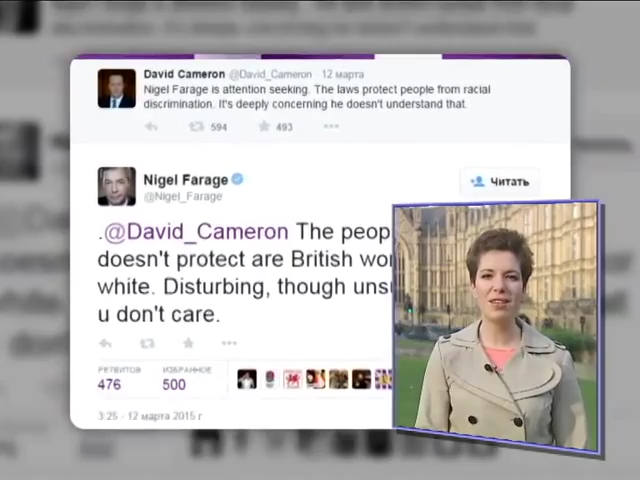 David Cameron @David_Cameron · 12 марта
Nigel Farage is attention seeking. The laws protect people from racial
discrimination. It's deeply concerning he doesn't understand that.
594 493
Nigel Farage
@Nigel_Farage
Читать
.@David_Cameron The peop
doesn't protect are British wor
white. Disturbing, though unsu
u don't care.
РЕТВИТОВ ИЗБРАННОЕ
476 500
3:25 - 12 марта 2015 г